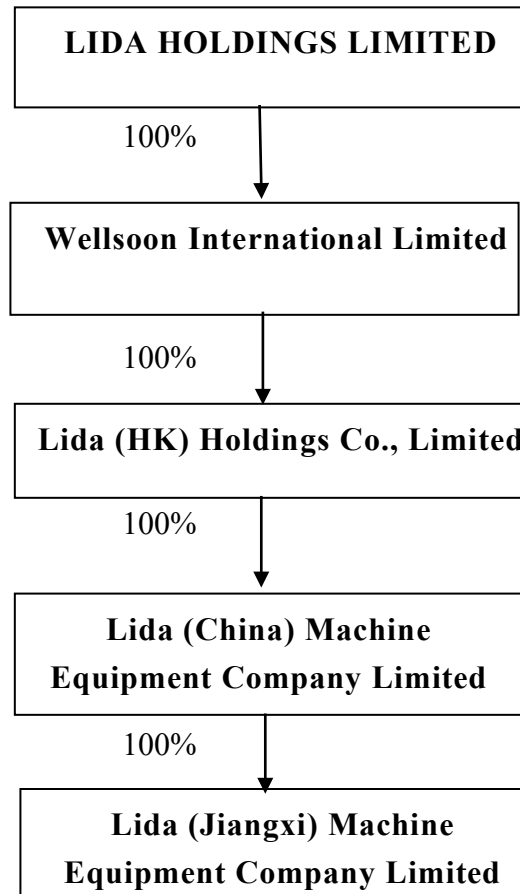 LIDA HOLDINGS LIMITED
100%
Wellsoon International Limited
100%
Lida (HK) Holdings Co., Limited
100%
Lida (China) Machine
Equipment Company Limited
100%
Lida (Jiangxi) Machine
Equipment Company Limited